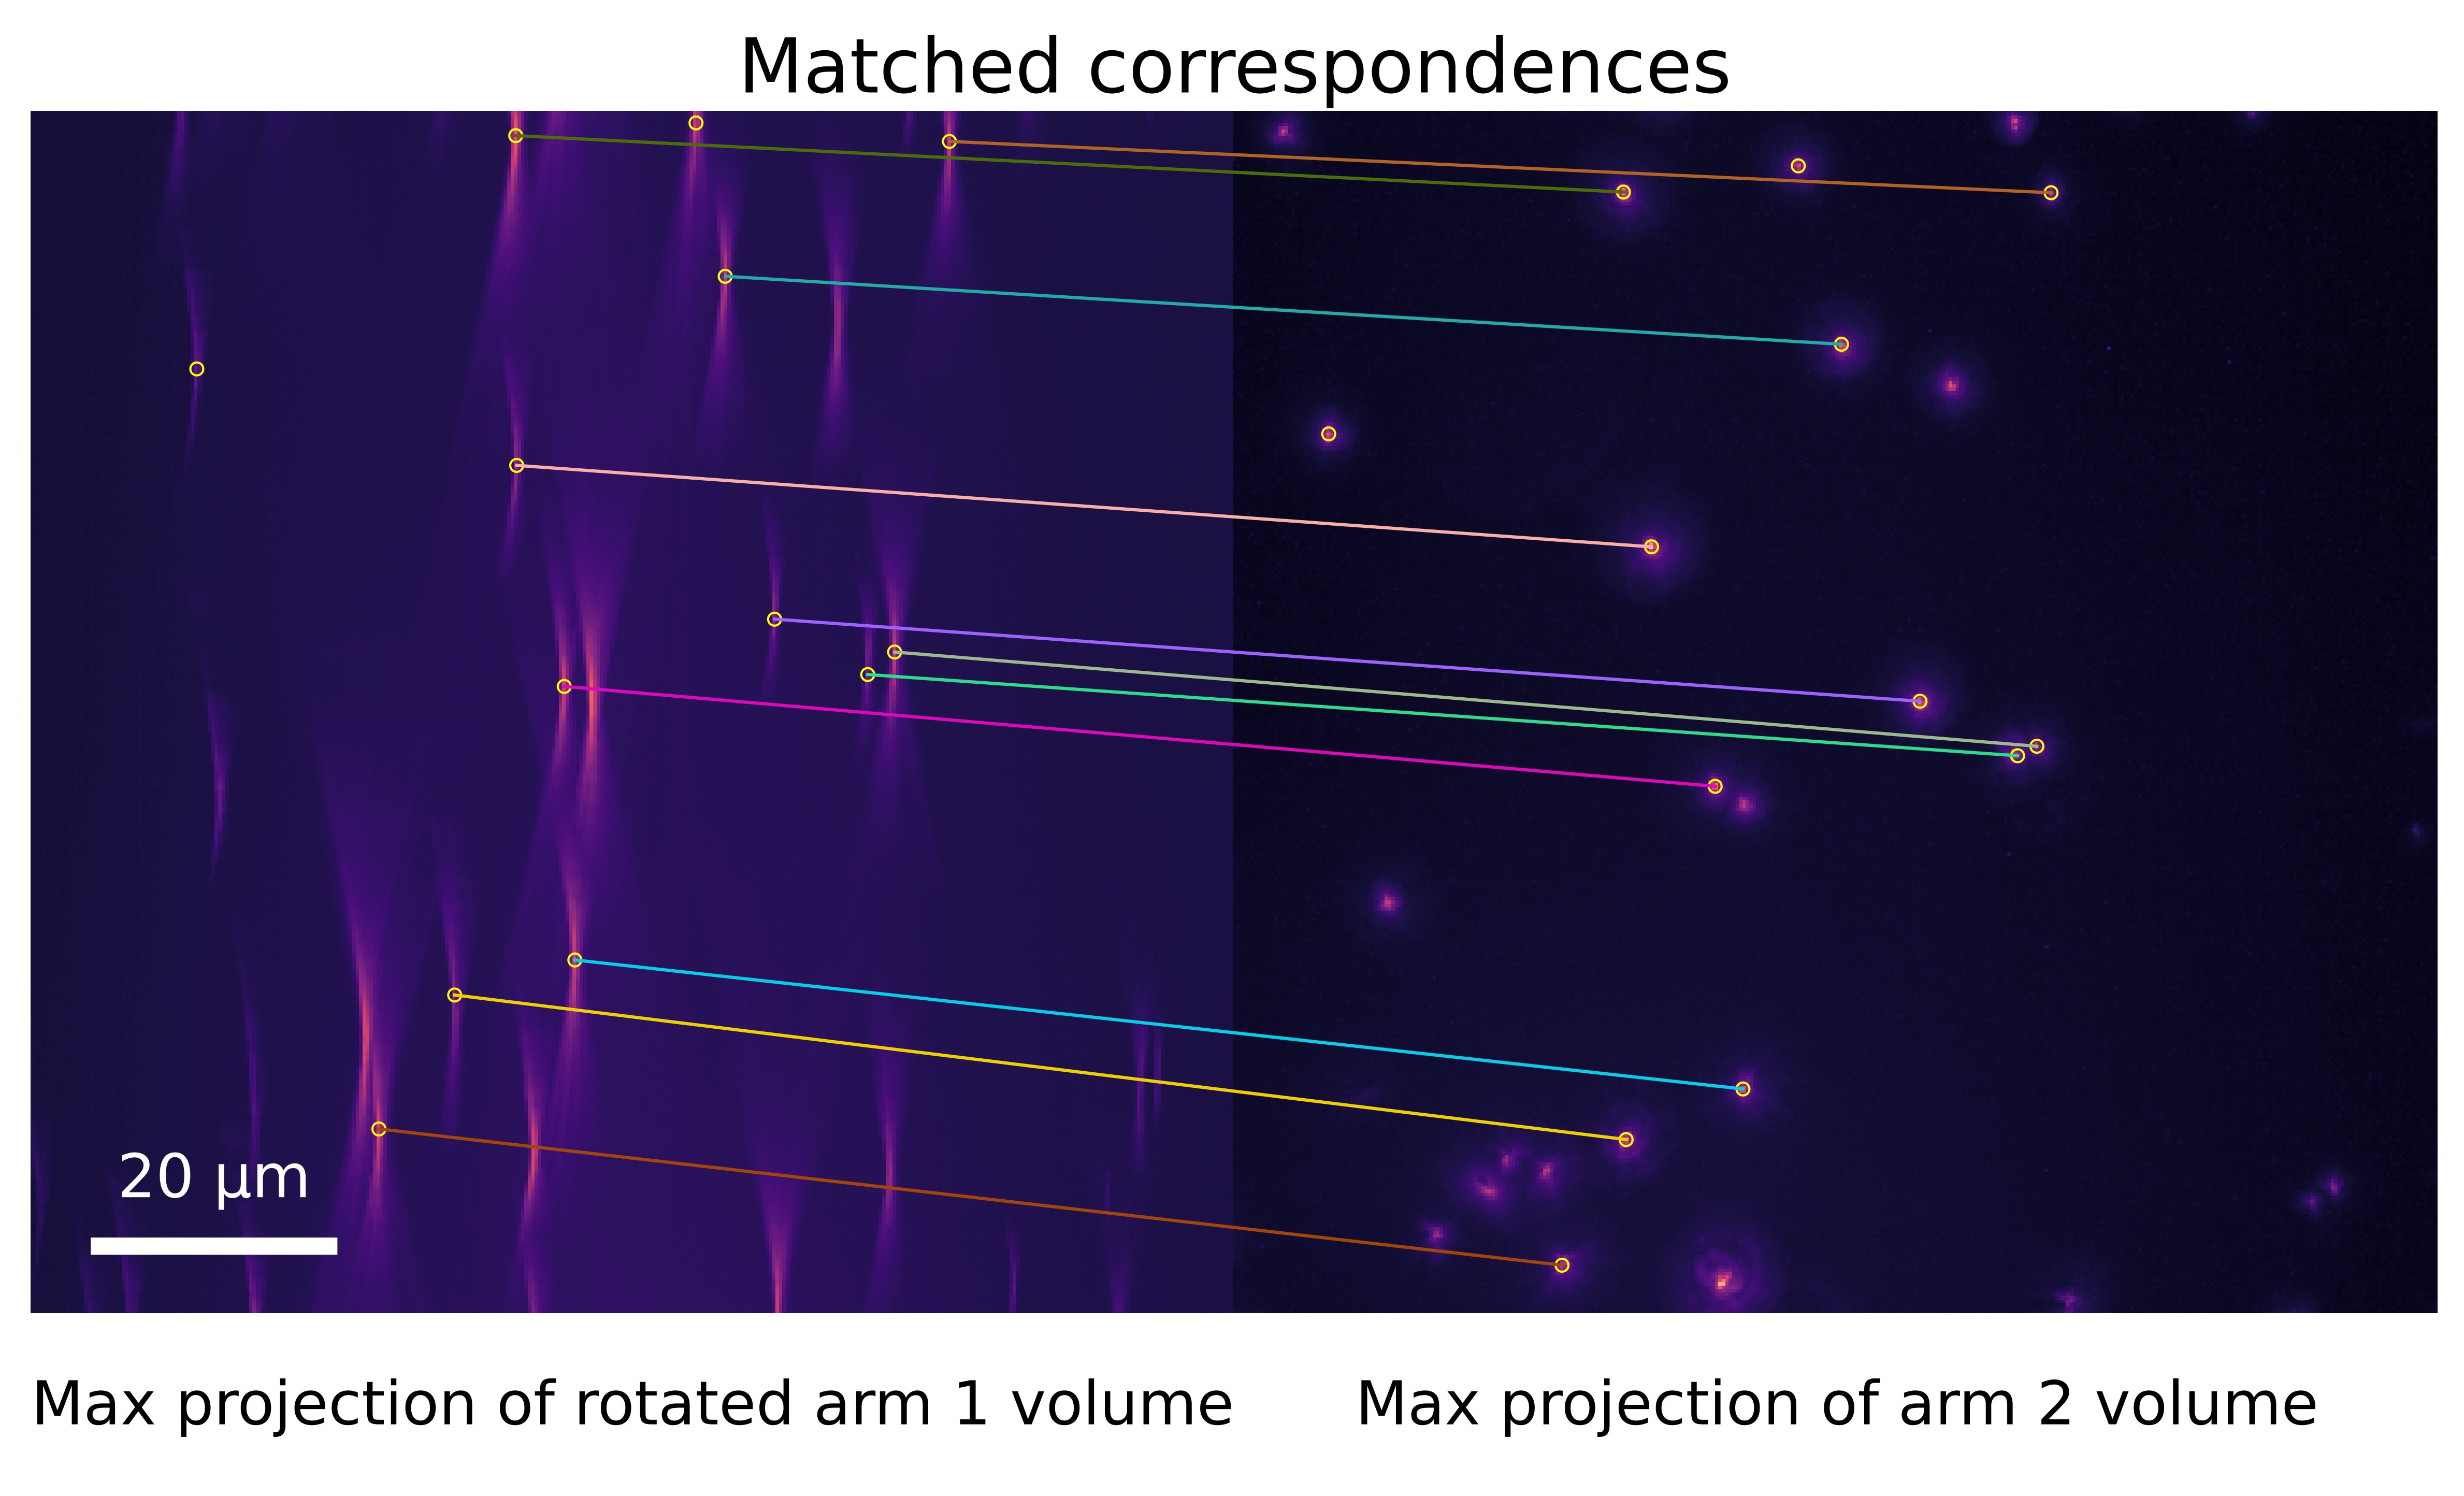 Matched correspondences
20 µm
Max projection of rotated arm 1 volume
Max projection of arm 2 volume